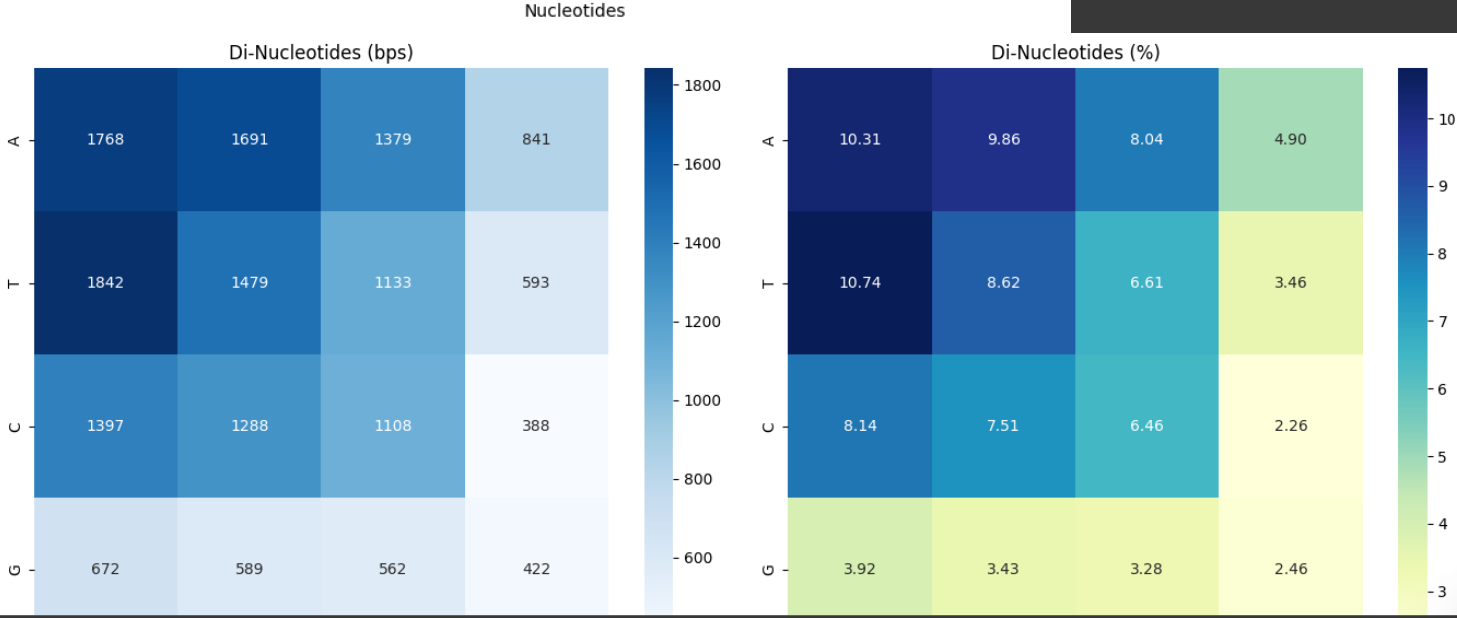 Nucleotides
Di-Nucleotides (bps)
A 1768 1691 1379 841
T 1842 1479 1133 593
C 1397 1288 1108 388
G 672 589 562 422
1800
1600
1400
1200
1000
800
600
Di-Nucleotides (%)
A 10.31 9.86 8.04 4.90
T 10.74 8.62 6.61 3.46
C 8.14 7.51 6.46 2.26
G 3.92 3.43 3.28 2.46
10
9
8
7
6
5
4
3